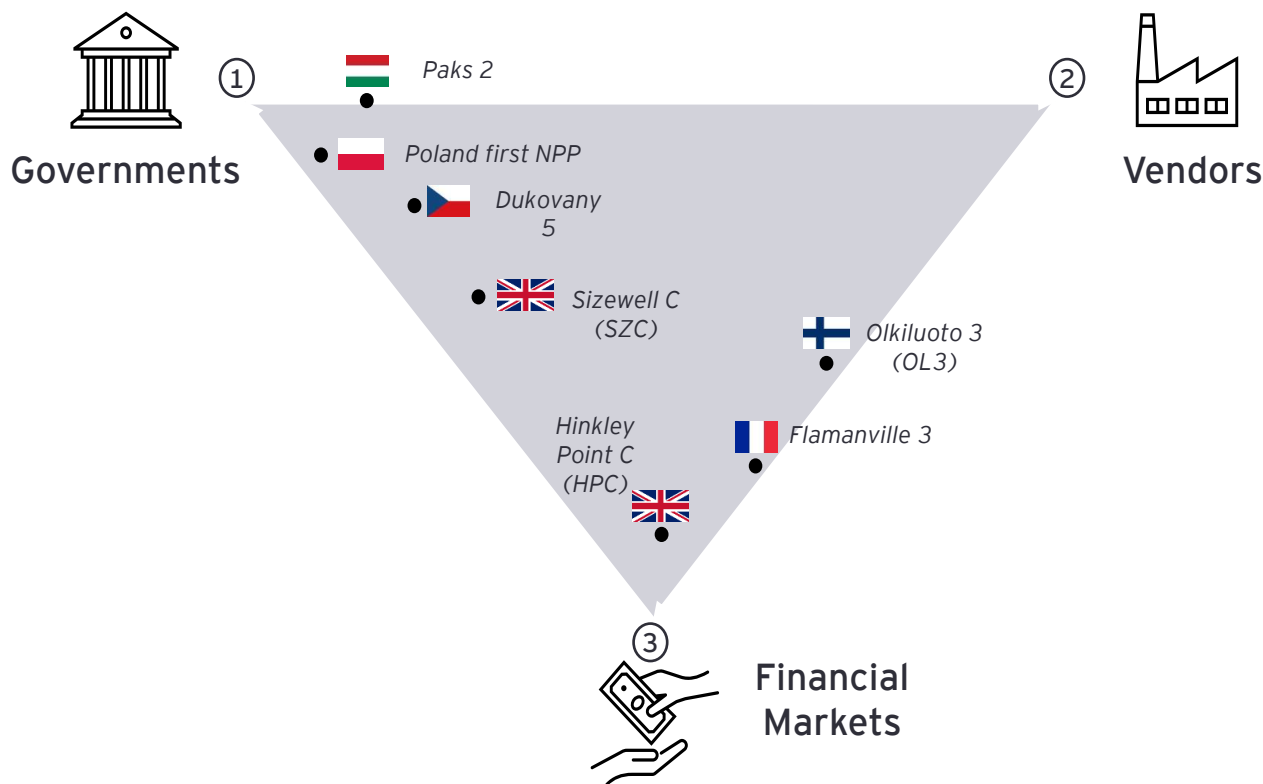 1
Paks 2
2
Governments
Poland first NPP
Vendors
Dukovany
5
Sizewell C
(SZC)
Olkiluoto 3
(OL3)
Hinkley
Point C
(HPC)
Flamanville 3
3
Financial
Markets